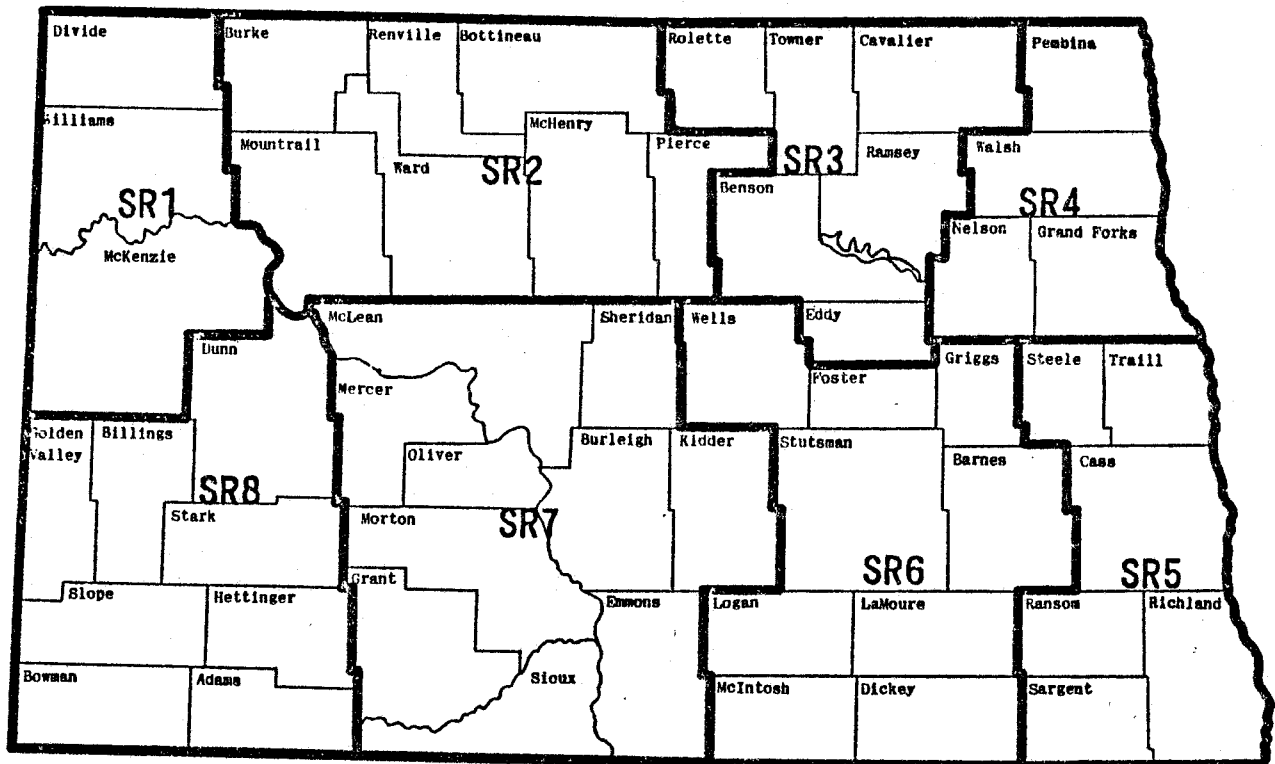 Divide
Burke
Renville
Bottineau
Rolette
Towner
Cavalier
Pembina
Williams
Mountrail
Ward
McHenry
Pierce
SR2
Benson
SR3
Ramsey
Walsh
SR1
McKenzie
SR4
Nelson
Grand Forks
McLean
Sheridan
Wells
Eddy
Dunn
Mercer
Foster
Griggs
Steele
Traill
Golden
Valley
Billings
Oliver
Burleigh
Kidder
Stutsman
Barnes
Cass
SR8
Stark
Morton
SR7
SR6
SR5
Slope
Hettinger
Grant
Emmons
Logan
LaMoure
Ransom
Richland
Bowman
Adams
Sioux
McIntosh
Dickey
Sargent